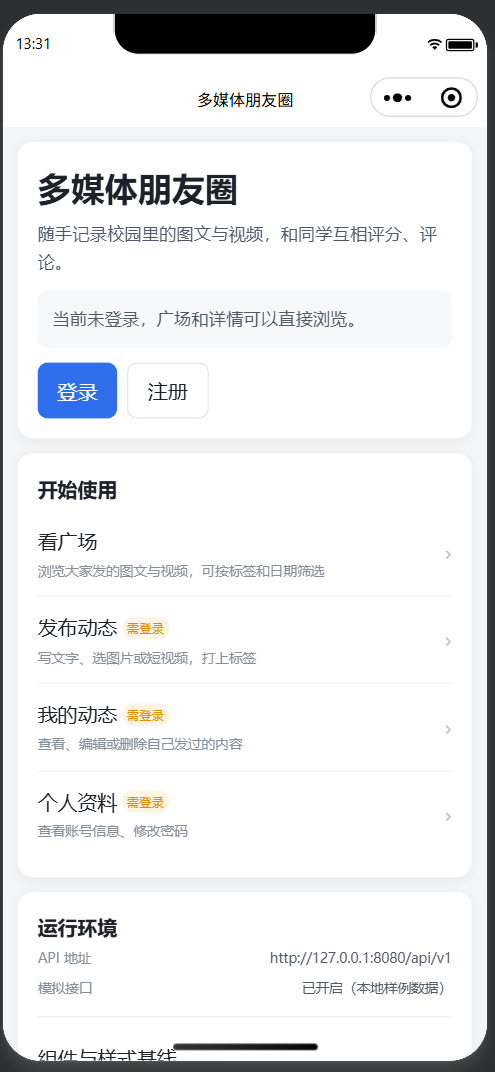 13:31
多媒体朋友圈
多媒体朋友圈
随手记录校园里的图文与视频，和同学互相评分、评
论。
当前未登录，广场和详情可以直接浏览。
登录 注册
开始使用
看广场
浏览大家发的图文与视频，可按标签和日期筛选
发布动态 需登录
写文字、选图片或短视频，打上标签
我的动态 需登录
查看、编辑或删除自己发过的内容
个人资料 需登录
查看账号信息、修改密码
运行环境
API 地址 http://127.0.0.1:8080/api/v1
模拟接口 已开启（本地样例数据）
组件与样式基线